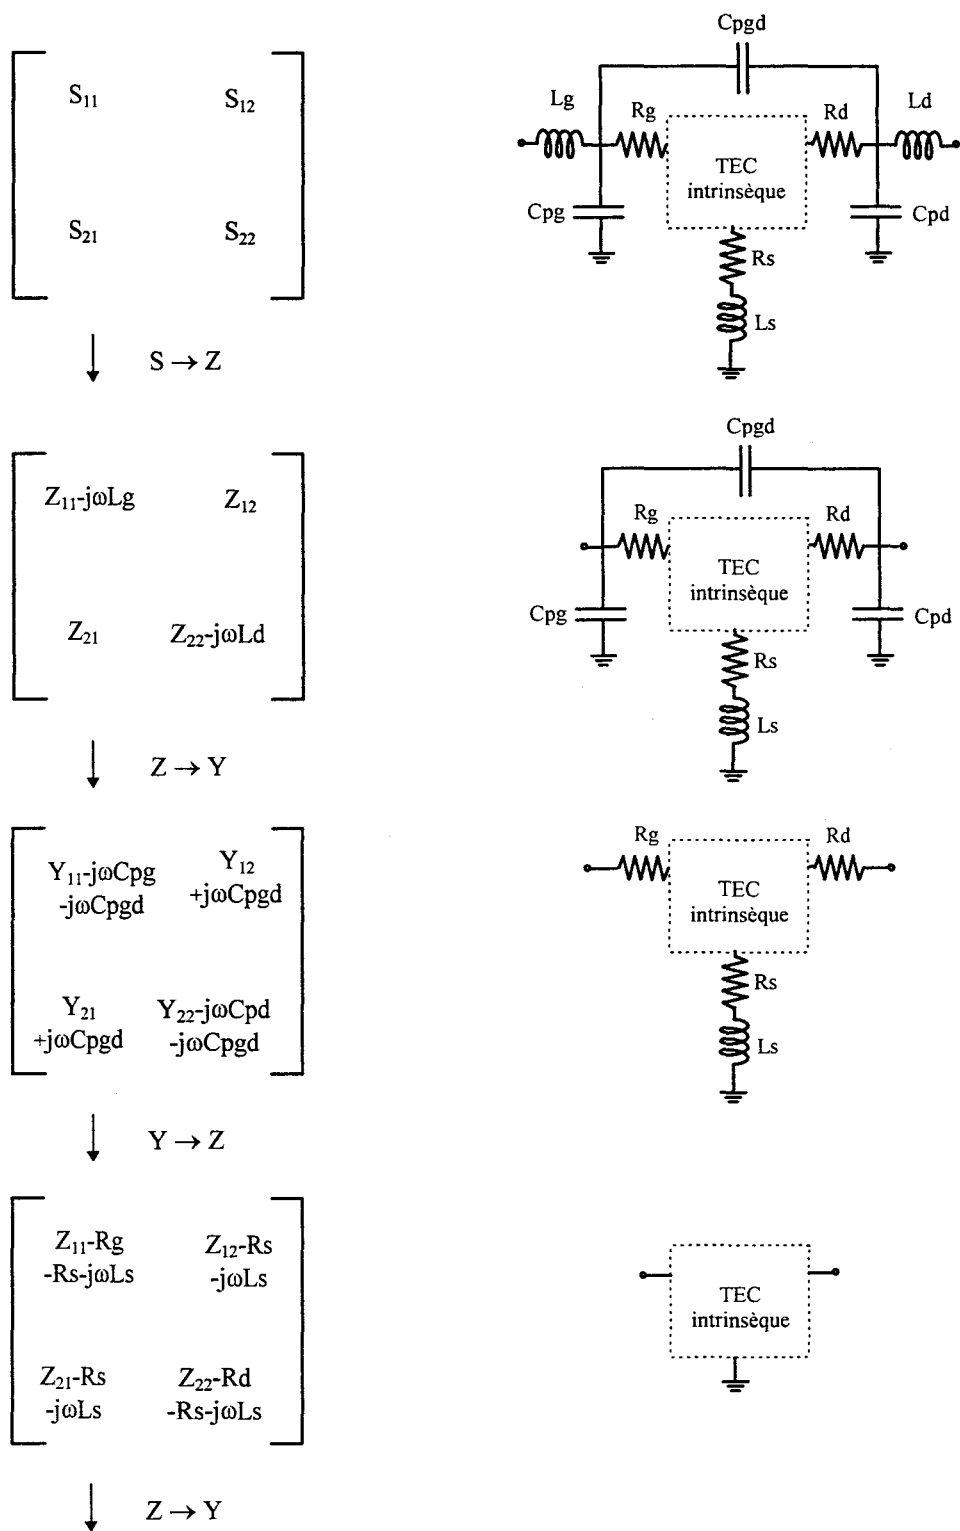 Cpgd
S11 S12
Lg Rg Rd Ld
TEC
intrinsèque
Cpg Cpd
S21 S22
Rs
Ls
S → Z
Cpgd
Z11-jωLg Z12
Rg Rd
TEC
intrinsèque
Cpg Cpd
Z21 Z22-jωLd
Rs
Ls
Z → Y
Rg Rd
Y11-jωCpg Y12
-jωCpgd +jωCpgd
TEC
intrinsèque
Rs
Y21 Y22-jωCpd
+jωCpgd -jωCpgd
Ls
Y → Z
Z11-Rg Z12-Rs
-Rs-jωLs -jωLs
TEC
intrinsèque
Z21-Rs Z22-Rd
-jωLs -Rs-jωLs
Z → Y